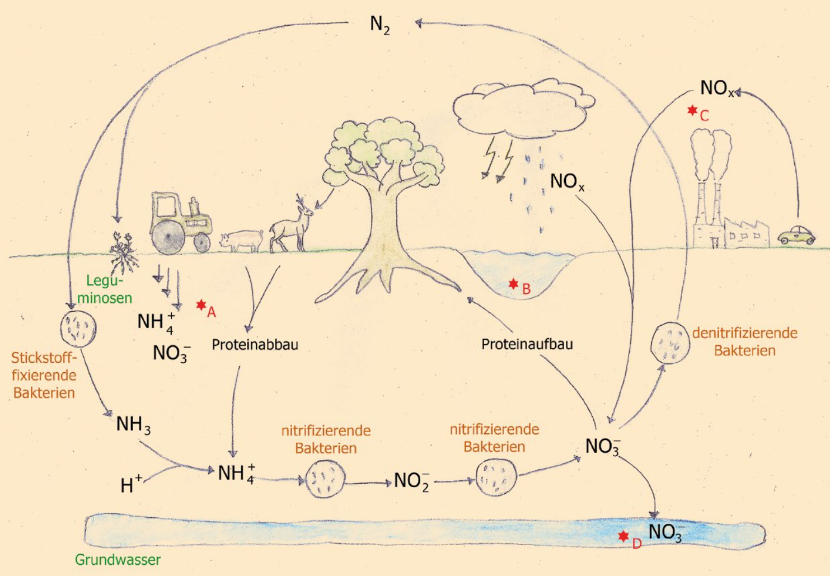 N₂
NOₓ
C
NOₓ
Legu-
minosen
A
B
NH₄⁺
NO₃⁻
Proteinabbau
Proteinaufbau
denitrifizierende
Bakterien
Stickstoff-
fixierende
Bakterien
NH₃
nitrifizierende
Bakterien
nitrifizierende
Bakterien
NO₃⁻
H⁺
NH₄⁺
NO₂⁻
NO₃⁻
D
Grundwasser